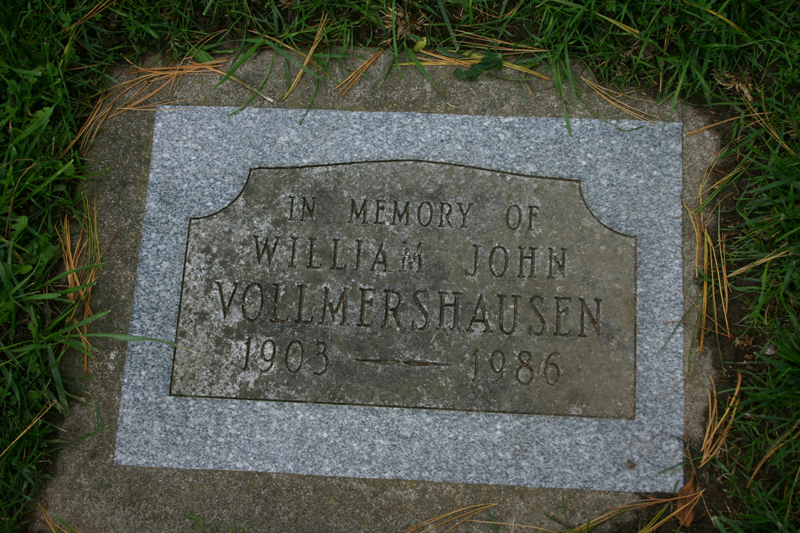 IN MEMORY OF
WILLIAM JOHN
VOLLMERSHAUSEN
1903 — 1986